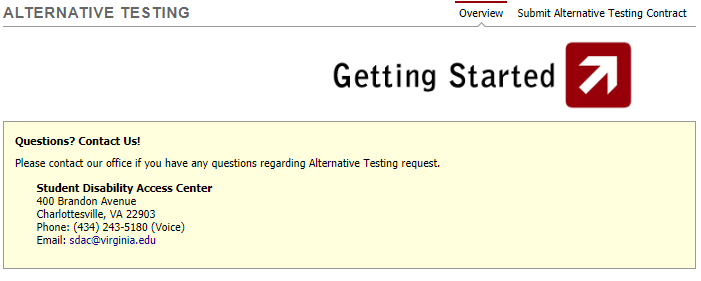 ALTERNATIVE TESTING
Overview
Submit Alternative Testing Contract
Getting Started
Questions? Contact Us!
Please contact our office if you have any questions regarding Alternative Testing request.
Student Disability Access Center
400 Brandon Avenue
Charlottesville, VA 22903
Phone: (434) 243-5180 (Voice)
Email: sdac@virginia.edu